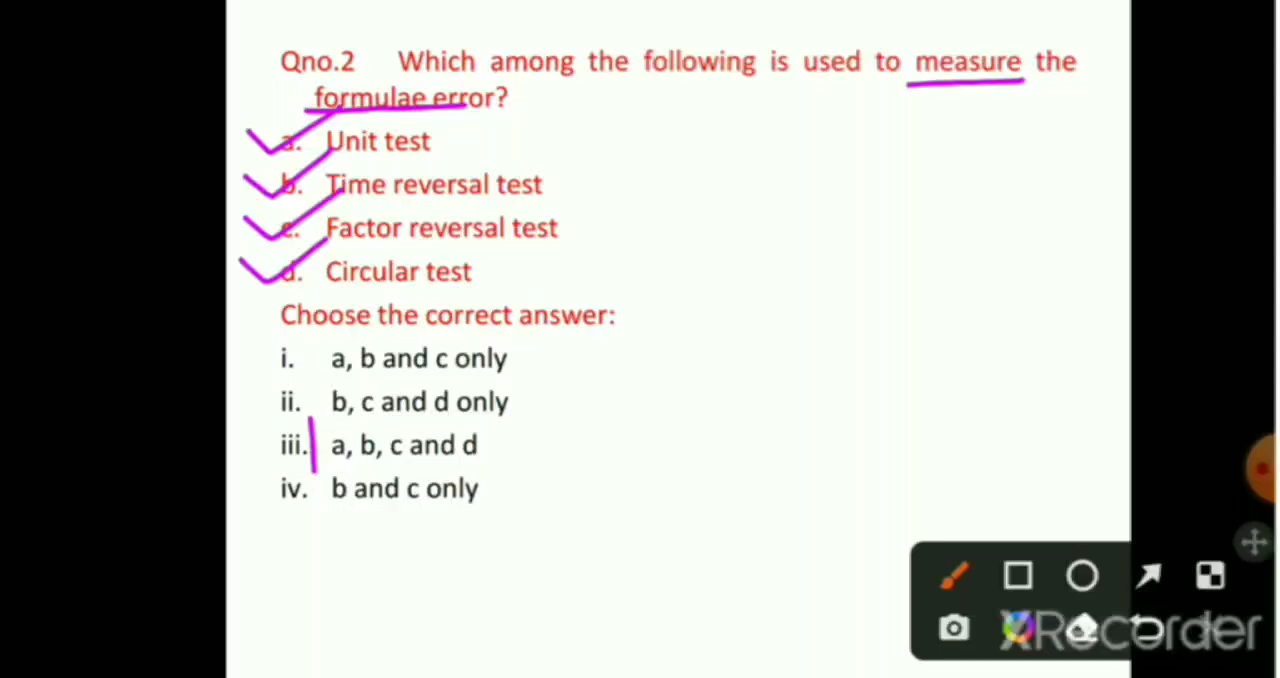 Qno.2 Which among the following is used to measure the
formulae error?
a. Unit test
b. Time reversal test
c. Factor reversal test
d. Circular test
Choose the correct answer:
i. a, b and c only
ii. b, c and d only
iii. a, b, c and d
iv. b and c only
XRecorder